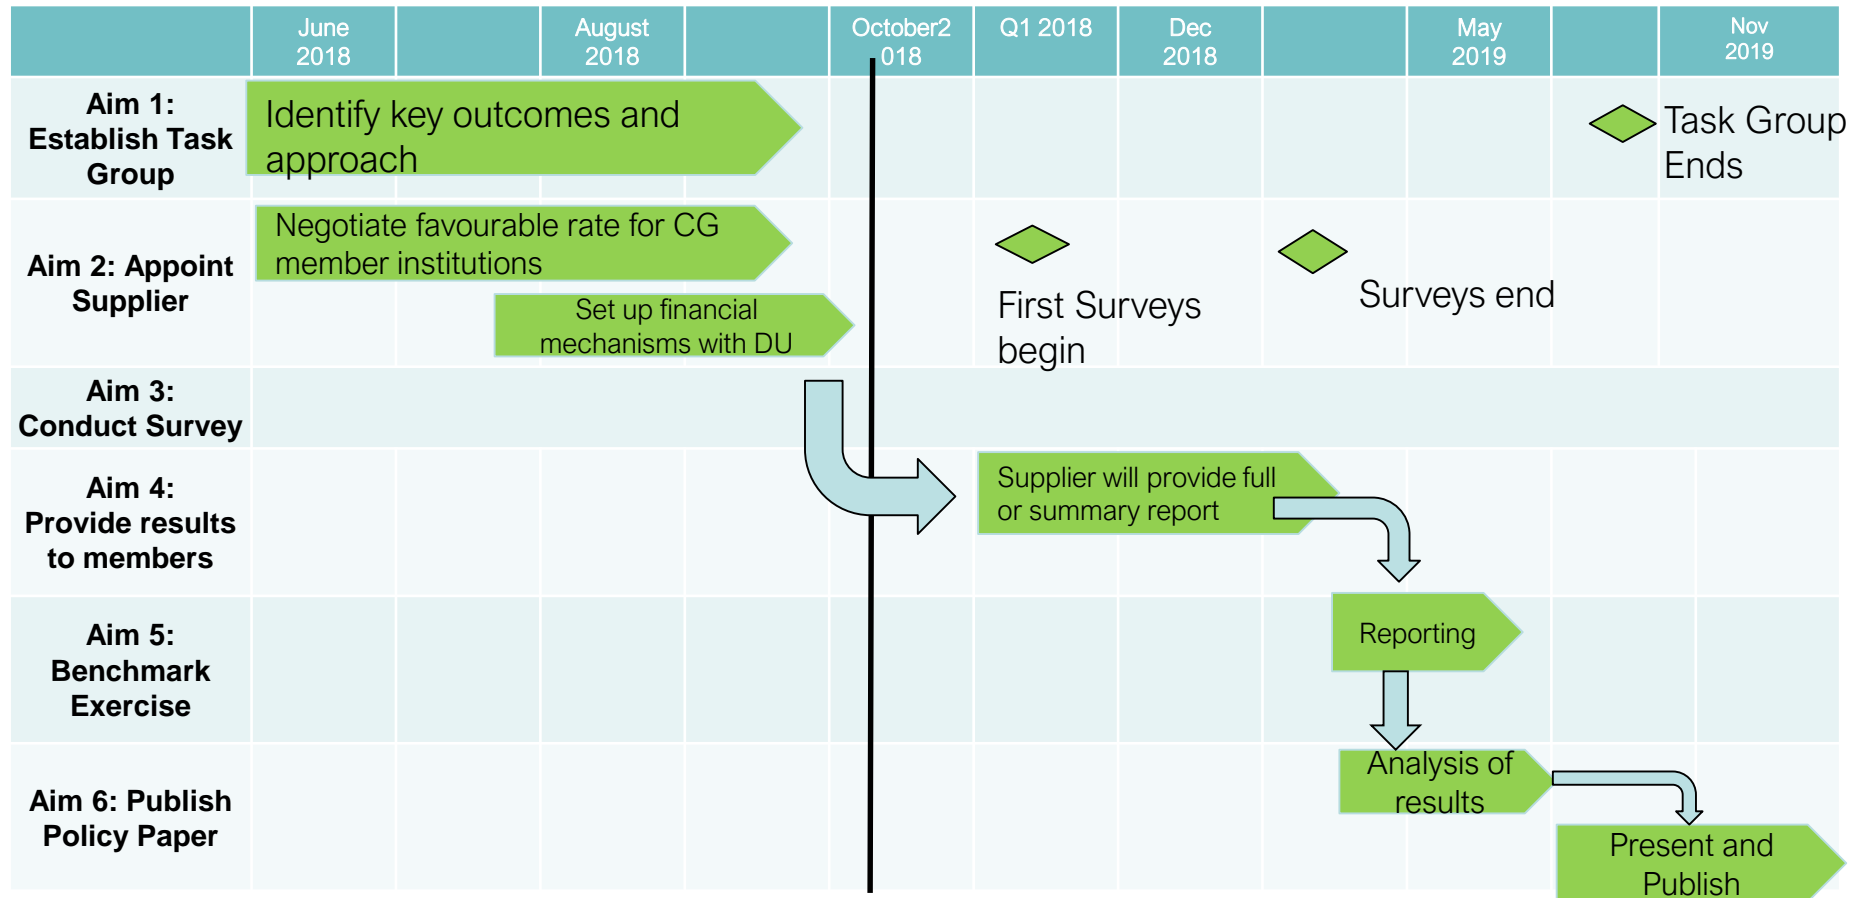 June
2018
August
2018
October2
018
Q1 2018
Dec
2018
May
2019
Nov
2019
Aim 1:
Establish Task
Group
Identify key outcomes and
approach
Task Group
Ends
Aim 2: Appoint
Supplier
Negotiate favourable rate for CG
member institutions
Set up financial
mechanisms with DU
First Surveys
begin
Surveys end
Aim 3:
Conduct Survey
Aim 4:
Provide results
to members
Supplier will provide full
or summary report
Aim 5:
Benchmark
Exercise
Reporting
Aim 6: Publish
Policy Paper
Analysis of
results
Present and
Publish